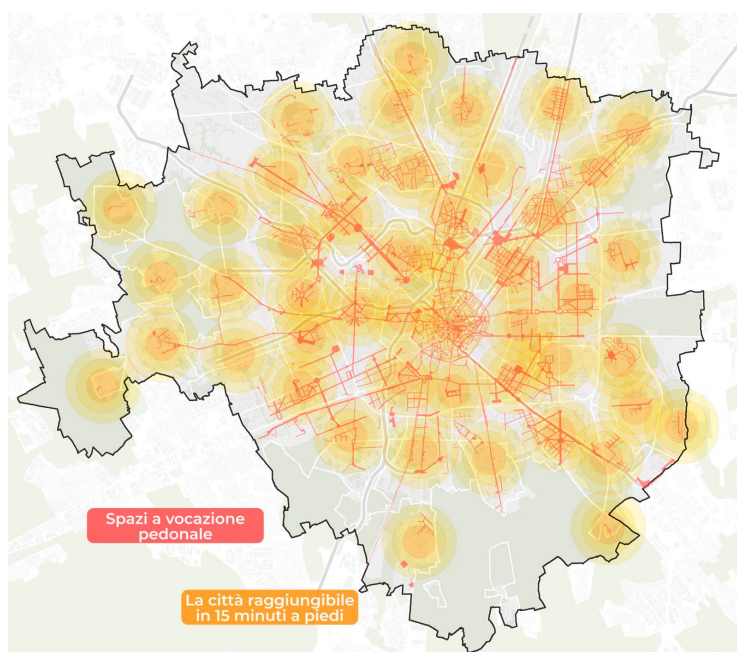 Spazi a vocazione
pedonale
La città raggiungibile
in 15 minuti a piedi